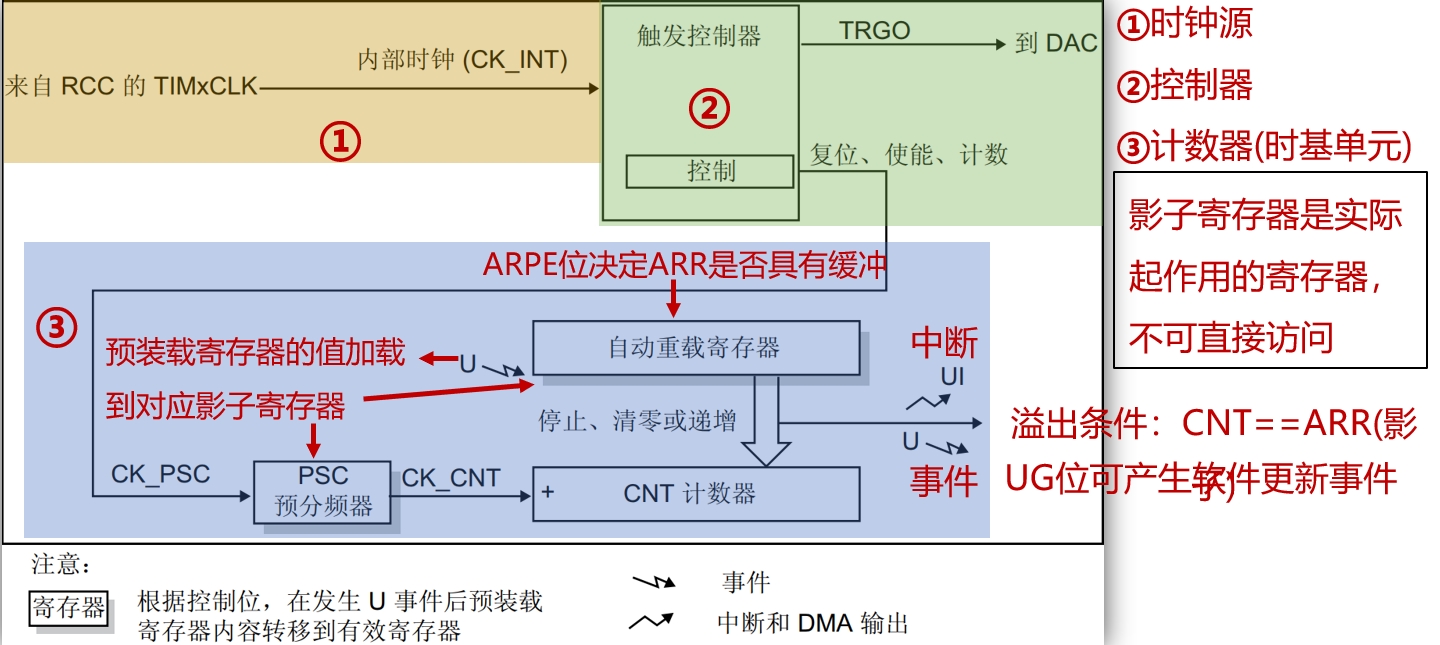 来自 RCC 的 TIMxCLK
内部时钟 (CK_INT)
①
触发控制器
②
控制
TRGO
到 DAC
复位、使能、计数
①时钟源
②控制器
③计数器(时基单元)
影子寄存器是实际
起作用的寄存器，
不可直接访问
ARPE位决定ARR是否具有缓冲
③
预装载寄存器的值加载
到对应影子寄存器
U
自动重载寄存器
中断
UI
停止、清零或递增
U
事件
溢出条件：CNT==ARR(影
子)
UG位可产生软件更新事件
CK_PSC
PSC
预分频器
CK_CNT
+
CNT 计数器
注意：
寄存器
根据控制位，在发生 U 事件后预装载
寄存器内容转移到有效寄存器
事件
中断和 DMA 输出